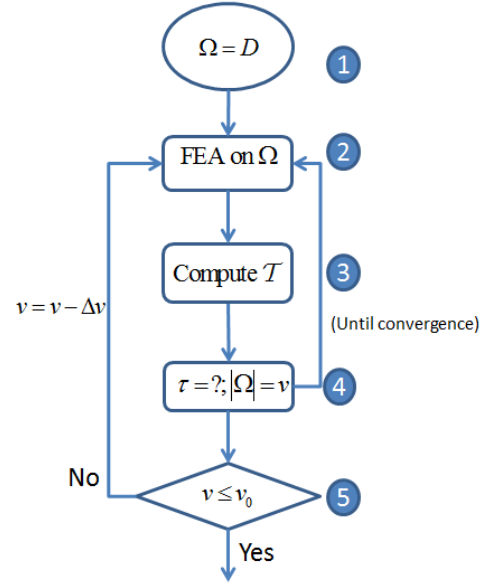 Ω = D
1
FEA on Ω
2
Compute 𝒯
3
v = v − Δv
(Until convergence)
τ = ?; |Ω| = v
4
No
v ≤ v₀
5
Yes